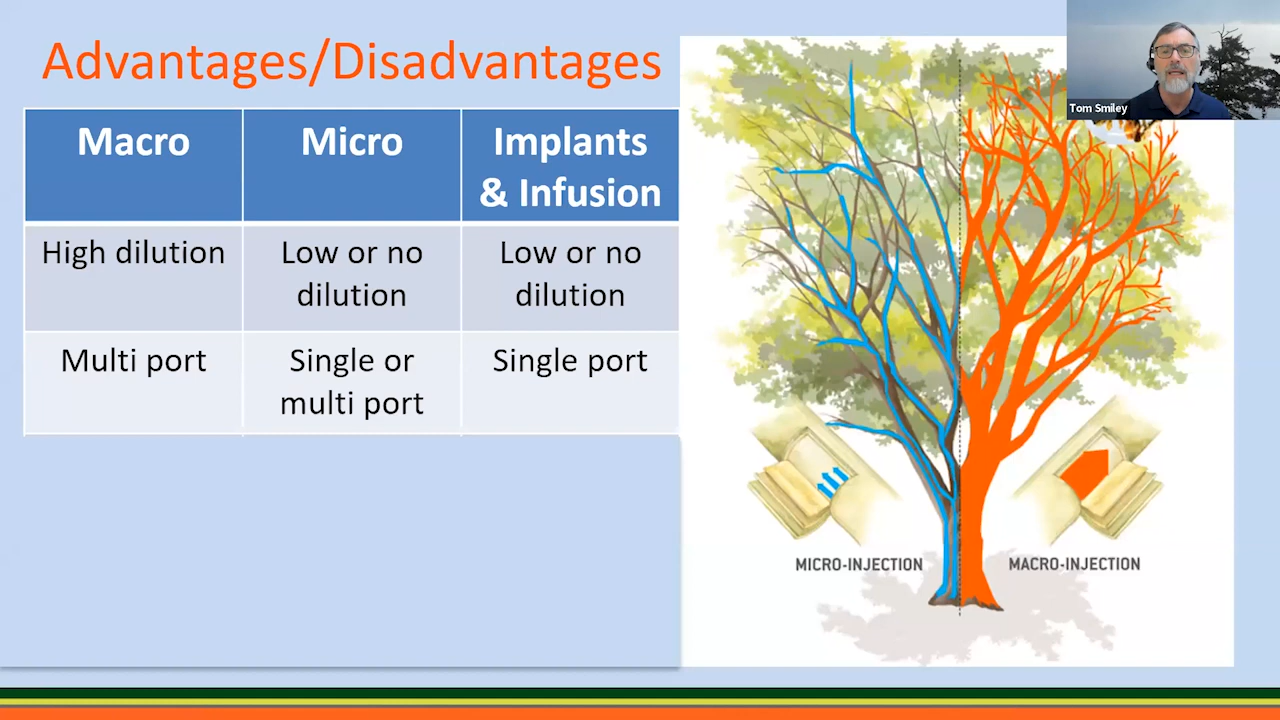 Advantages/Disadvantages
Macro
Micro
Implants
& Infusion
High dilution
Low or no
dilution
Low or no
dilution
Multi port
Single or
multi port
Single port
MICRO-INJECTION
MACRO-INJECTION
Tom Smiley